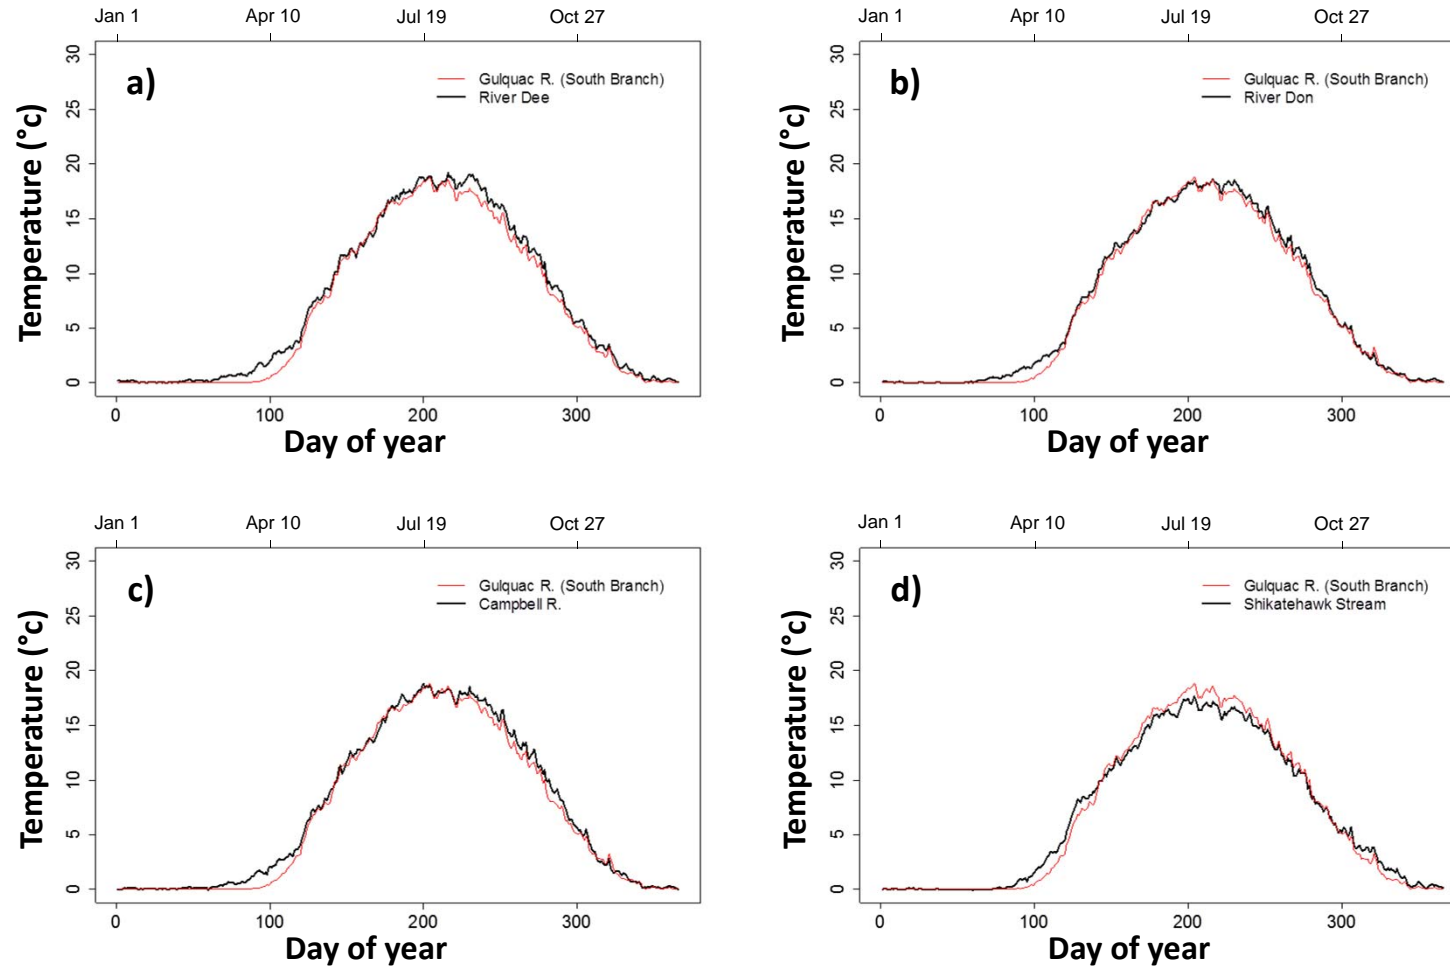 Jan 1 Apr 10 Jul 19 Oct 27
a)
Gulquac R. (South Branch)
River Dee
Temperature (°c)
30
25
20
15
10
5
0
0 100 200 300
Day of year
Jan 1 Apr 10 Jul 19 Oct 27
b)
Gulquac R. (South Branch)
River Don
Temperature (°c)
30
25
20
15
10
5
0
0 100 200 300
Day of year
Jan 1 Apr 10 Jul 19 Oct 27
c)
Gulquac R. (South Branch)
Campbell R.
Temperature (°c)
30
25
20
15
10
5
0
0 100 200 300
Day of year
Jan 1 Apr 10 Jul 19 Oct 27
d)
Gulquac R. (South Branch)
Shikatehawk Stream
Temperature (°c)
30
25
20
15
10
5
0
0 100 200 300
Day of year